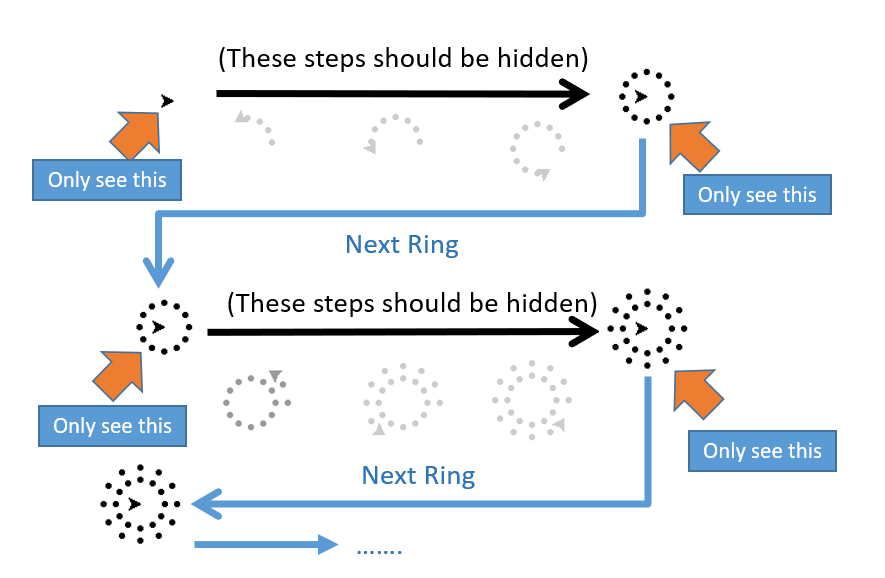 (These steps should be hidden)
Only see this
Only see this
Next Ring
(These steps should be hidden)
Only see this
Only see this
Next Ring
…….